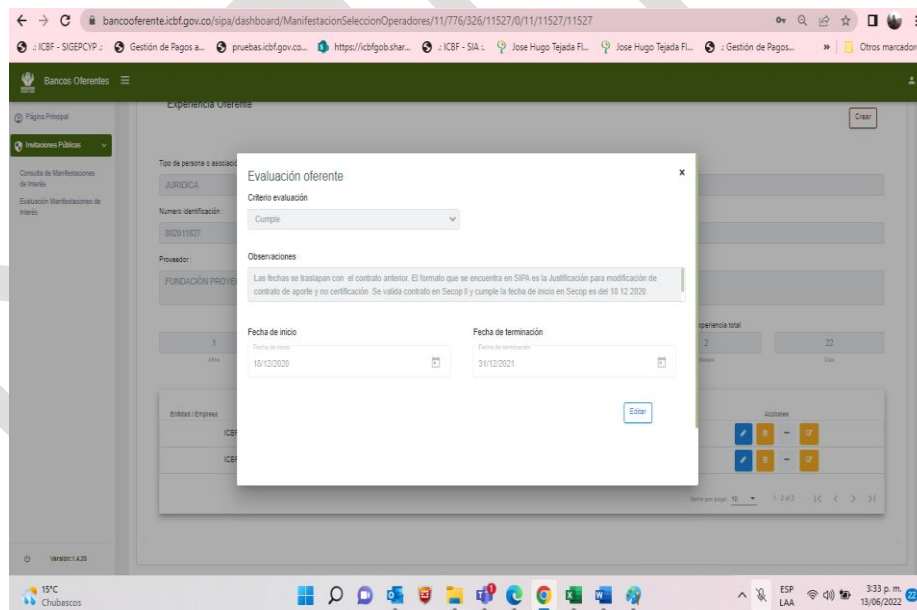 bancooferente.icbf.gov.co/sipa/dashboard/ManifestacionSeleccionOperadores/11/776/326/11527/0/11/11527/11527
.: ICBF - SIGEPCYP .: Gestión de Pagos a... pruebas.icbf.gov.co... https://icbfgob.shar... .: ICBF - SIA :. Jose Hugo Tejada Fl... Jose Hugo Tejada Fl... .: Gestión de Pagos... » Otros marcadores
Bancos Oferentes
Experiencia Oferente
Página Principal
Crear
Invitaciones Públicas
Consulta de Manifestaciones
de Interés
Evaluación Manifestaciones de
Interés
Tipo de persona o asociació
JURIDICA
Numero identificación
802011827
Proveedor :
FUNDACIÓN PROYE
Evaluación oferente x
Criterio evaluación
Cumple
Observaciones
Las fechas se traslapan con el contrato anterior. El formato que se encuentra en SIPA es la Justificación para modificación de
contrato de aporte y no certificación Se valida contrato en Secop II y cumple la fecha de inicio en Secop es del 18 12 2020.
Fecha de inicio Fecha de terminación
Fecha de inicio Fecha de terminación
18/12/2020 31/12/2021
Editar
xperiencia total
1 2 22
Años Meses Días
Entidad / Empresa Acciones
ICBF
ICBF
Items per page: 10 1 - 2 of 2
Versión:1.4.35
15°C
Chubascos
ESP
LAA
3:33 p. m.
13/06/2022
22